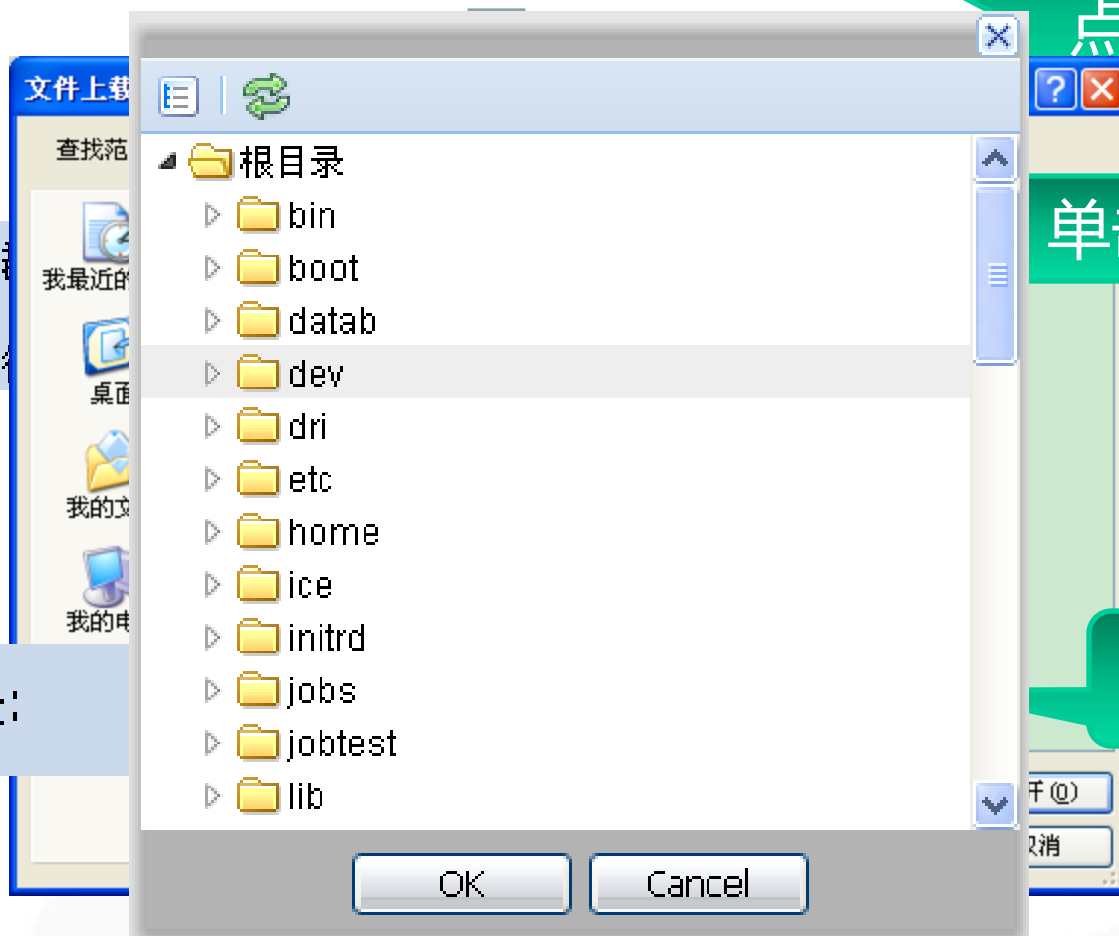 点
文件上载
查找范
根目录
bin
boot
datab
dev
dri
etc
home
ice
initrd
jobs
jobtest
lib
OK
Cancel
我最近的
桌面
我的文
我的电
单击
开(O)
取消